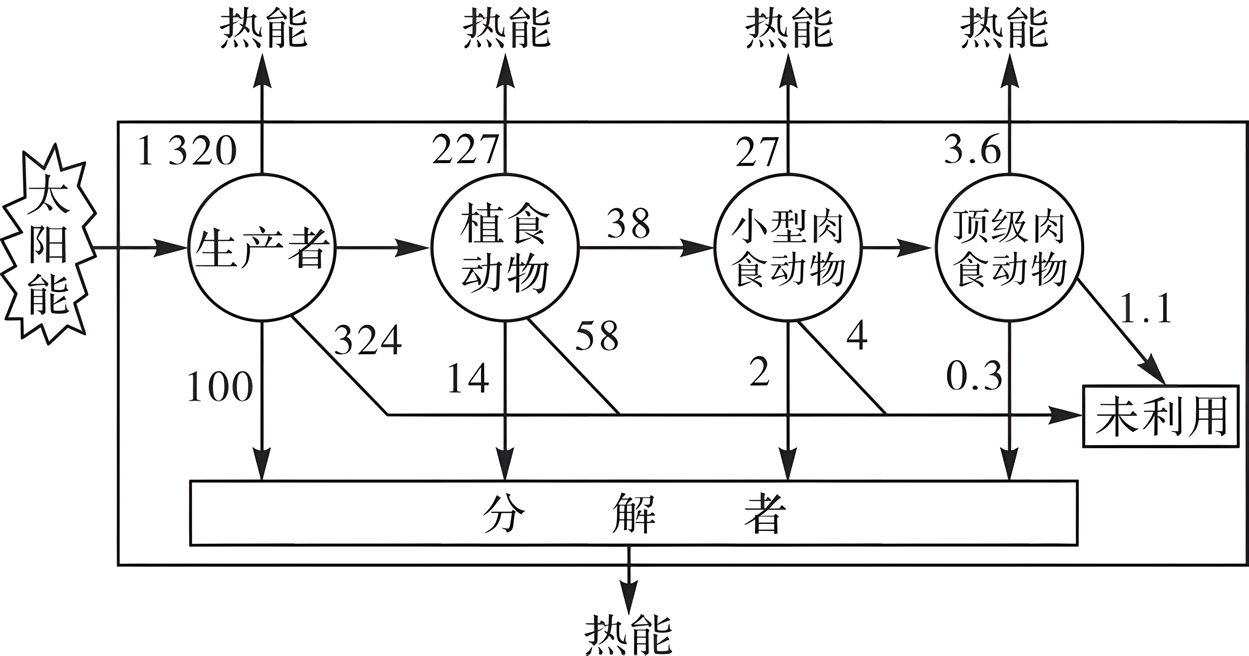 热能 热能 热能 热能
1 320 227 27 3.6
太阳能
生产者
植食
动物
38
小型肉
食动物
顶级肉
食动物
324 58 4 1.1
100 14 2 0.3
未利用
分解者
热能